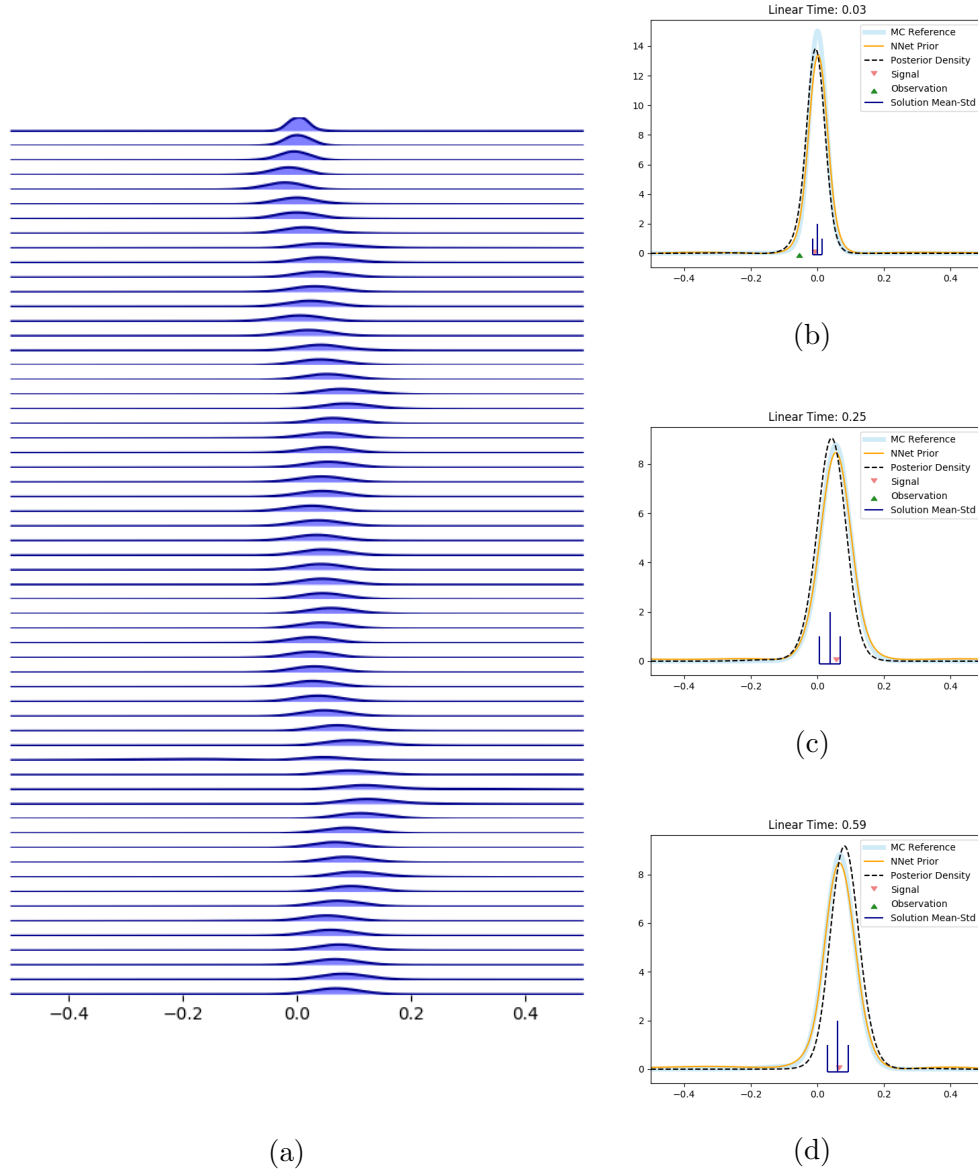 −0.4 −0.2 0.0 0.2 0.4
(a)
Linear Time: 0.03
14
12
10
8
6
4
2
0
MC Reference
NNet Prior
Posterior Density
Signal
Observation
Solution Mean-Std
−0.4 −0.2 0.0 0.2 0.4
(b)
Linear Time: 0.25
8
6
4
2
0
MC Reference
NNet Prior
Posterior Density
Signal
Observation
Solution Mean-Std
−0.4 −0.2 0.0 0.2 0.4
(c)
Linear Time: 0.59
8
6
4
2
0
MC Reference
NNet Prior
Posterior Density
Signal
Observation
Solution Mean-Std
−0.4 −0.2 0.0 0.2 0.4
(d)